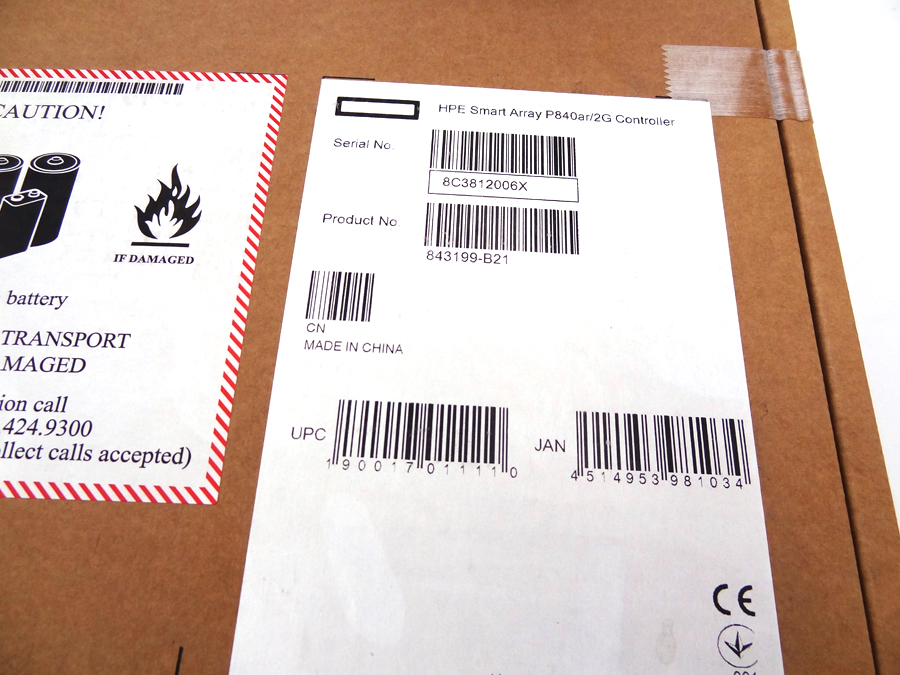 CAUTION!
IF DAMAGED
battery
TRANSPORT
MAGED
ion call
.424.9300
llect calls accepted)
HPE Smart Array P840ar/2G Controller
Serial No.
8C3812006X
Product No.
843199-B21
CN
MADE IN CHINA
UPC
190017011110
JAN
4514953981034
CE